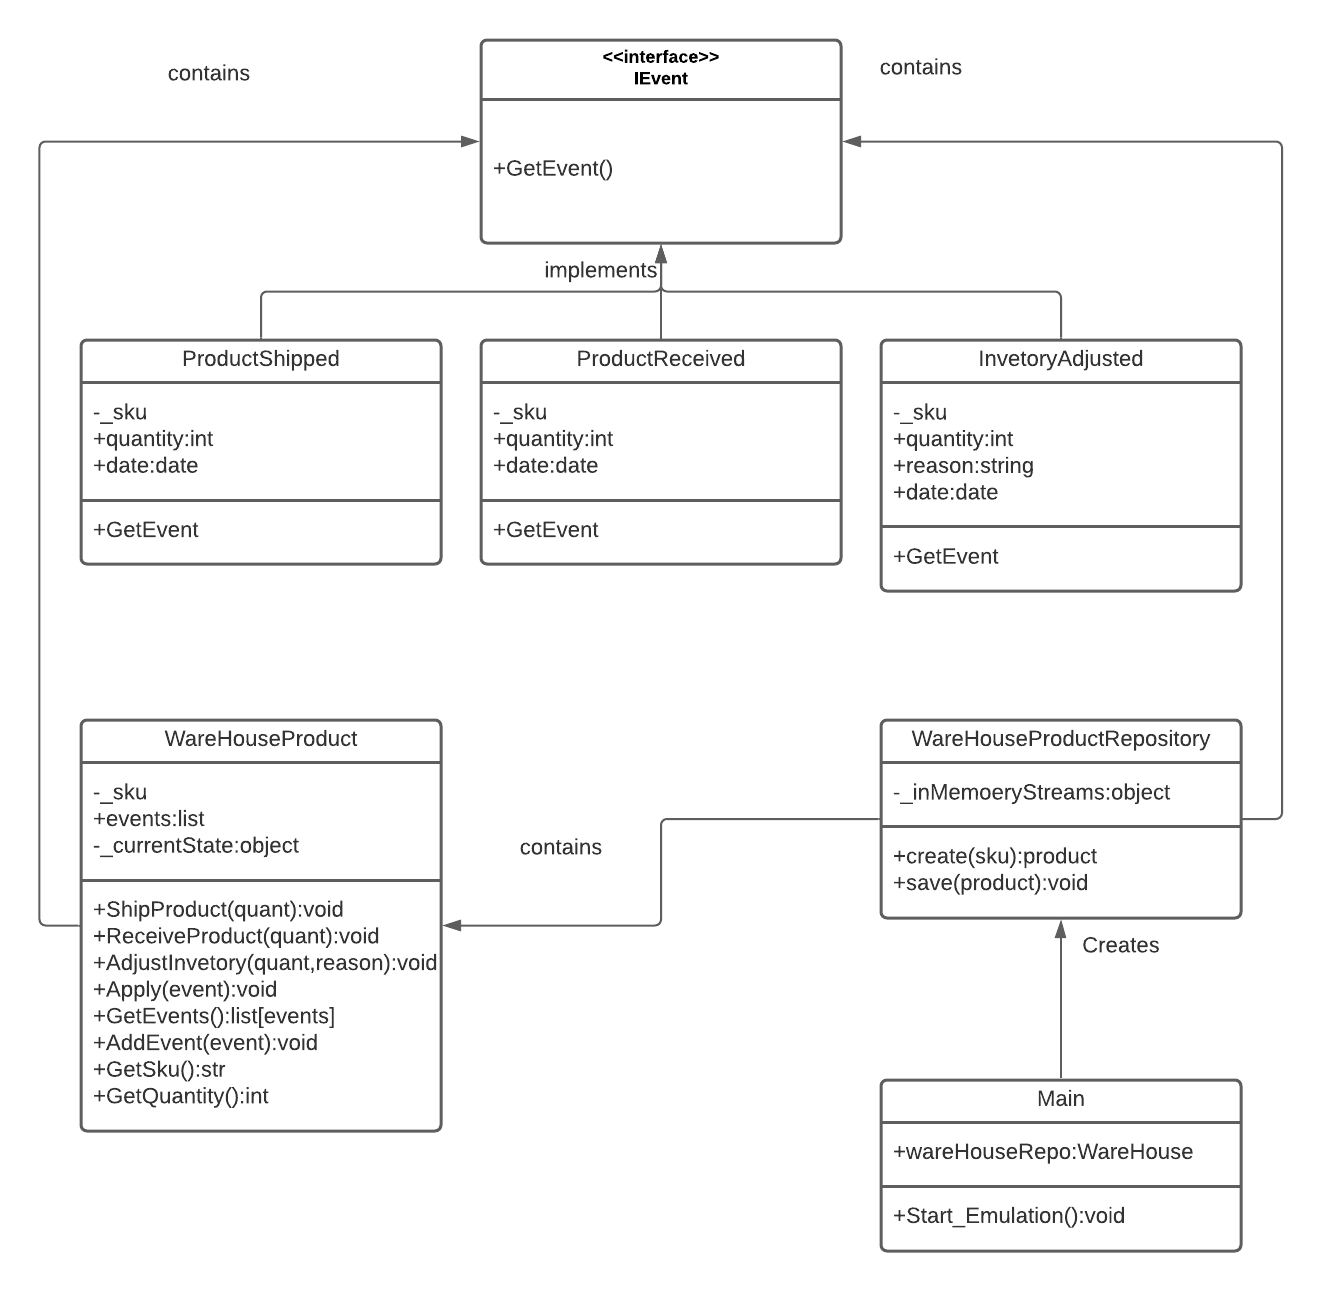 contains
<<interface>>
IEvent
contains
+GetEvent()
implements
ProductShipped
-_sku
+quantity:int
+date:date
+GetEvent
ProductReceived
-_sku
+quantity:int
+date:date
+GetEvent
InvetoryAdjusted
-_sku
+quantity:int
+reason:string
+date:date
+GetEvent
WareHouseProduct
-_sku
+events:list
-_currentState:object
+ShipProduct(quant):void
+ReceiveProduct(quant):void
+AdjustInvetory(quant,reason):void
+Apply(event):void
+GetEvents():list[events]
+AddEvent(event):void
+GetSku():str
+GetQuantity():int
contains
WareHouseProductRepository
-_inMemoeryStreams:object
+create(sku):product
+save(product):void
Creates
Main
+wareHouseRepo:WareHouse
+Start_Emulation():void